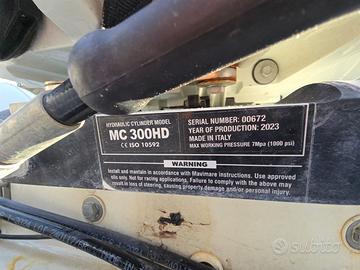 HYDRAULIC CYLINDER MODEL
MC 300HD
CE ISO 10592
SERIAL NUMBER: 00672
YEAR OF PRODUCTION: 2023
MADE IN ITALY
MAX WORKING PRESSURE 7Mpa (1000 psi)
WARNING
Install and mantain in accordance with Mavimare instructions. Use approved
oils only. Not for racing applications. Failure to comply with the above may
result in loss of steering, causing property damage and/or personal injury.
subito